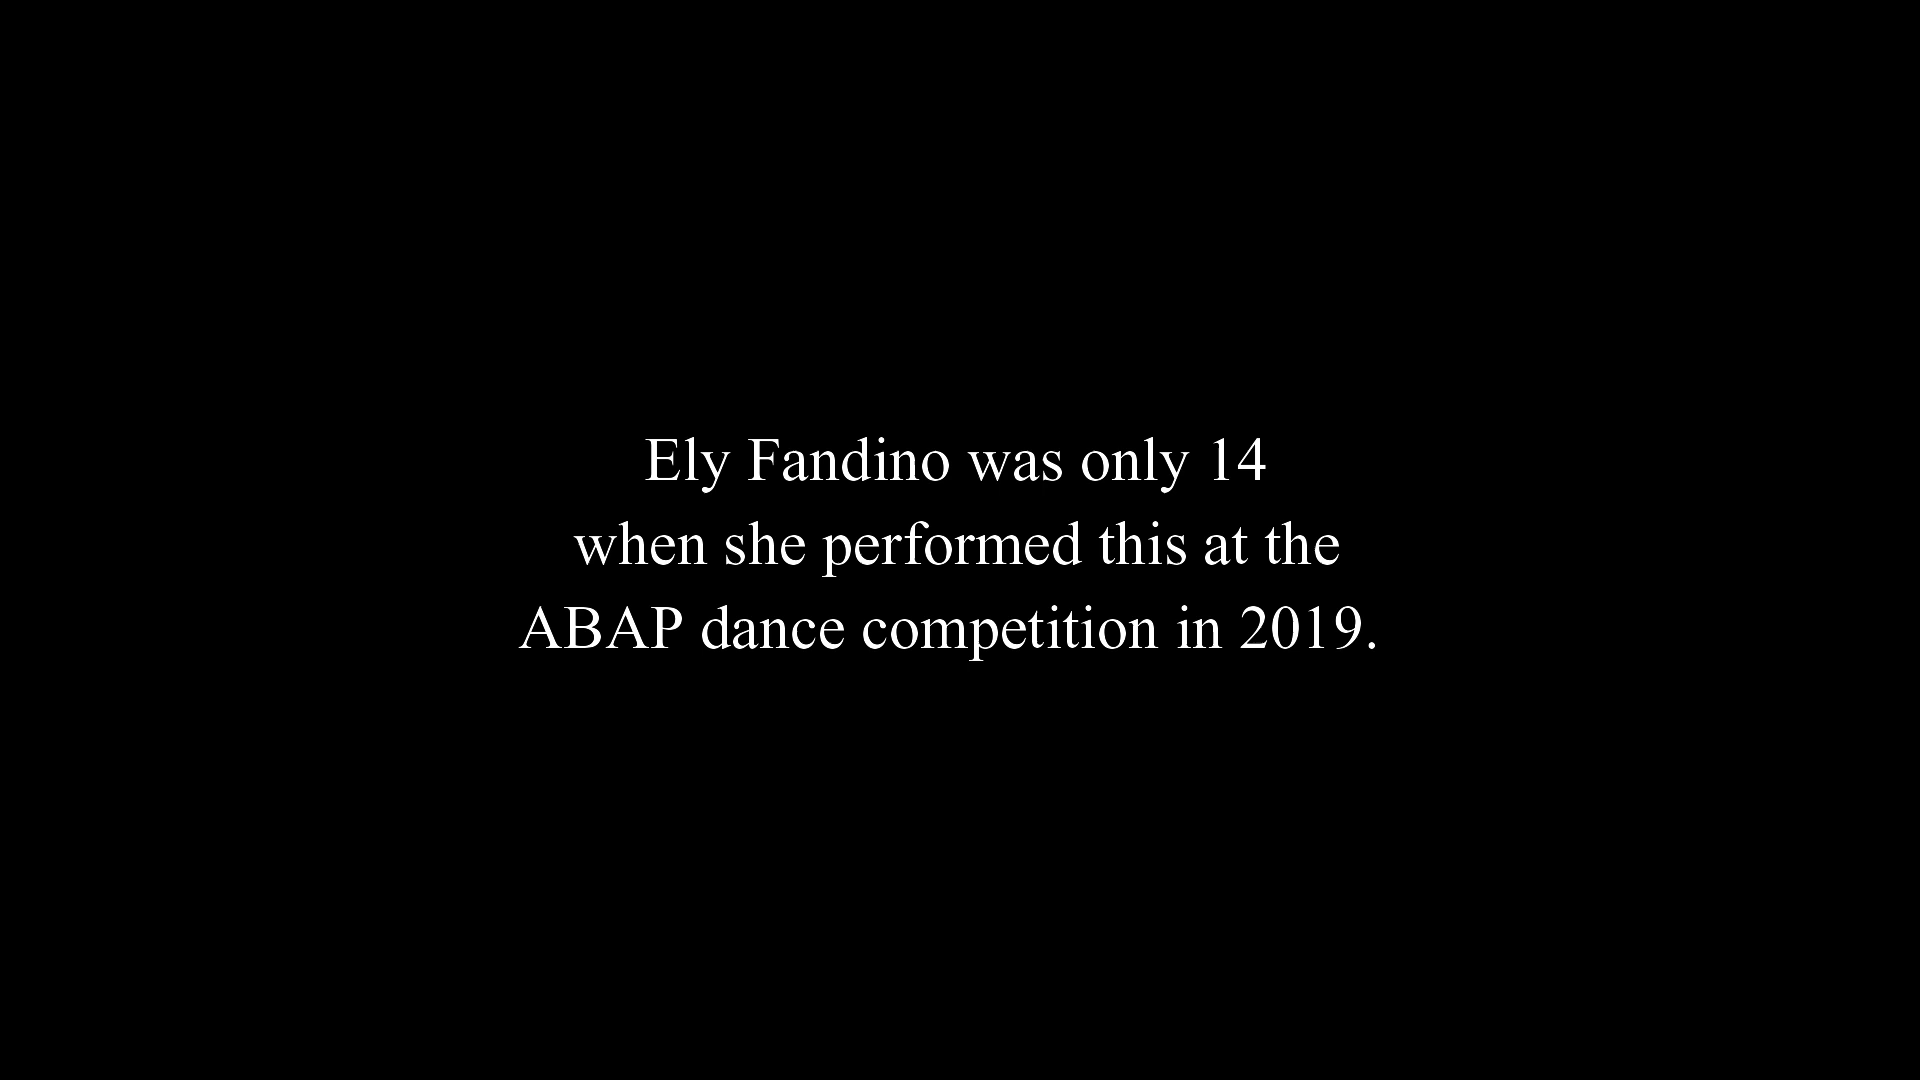 Ely Fandino was only 14
when she performed this at the
ABAP dance competition in 2019.